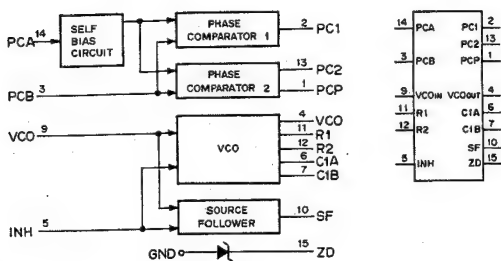 PCA 14
SELF
BIAS
CIRCUIT
PHASE
COMPARATOR 1
2 PC1
PCB 3
PHASE
COMPARATOR 2
13 PC2
1 PCP
VCO 9
VCO
4 VCO
11 R1
12 R2
6 C1A
7 C1B
INH 5
SOURCE
FOLLOWER
10 SF
GND
15 ZD
14 PCA PC1 2
PC2 13
3 PCB PCP 1
9 VCOIN VCOOUT 4
11 R1 C1A 6
12 R2 C1B 7
SF 10
5 INH ZD 15